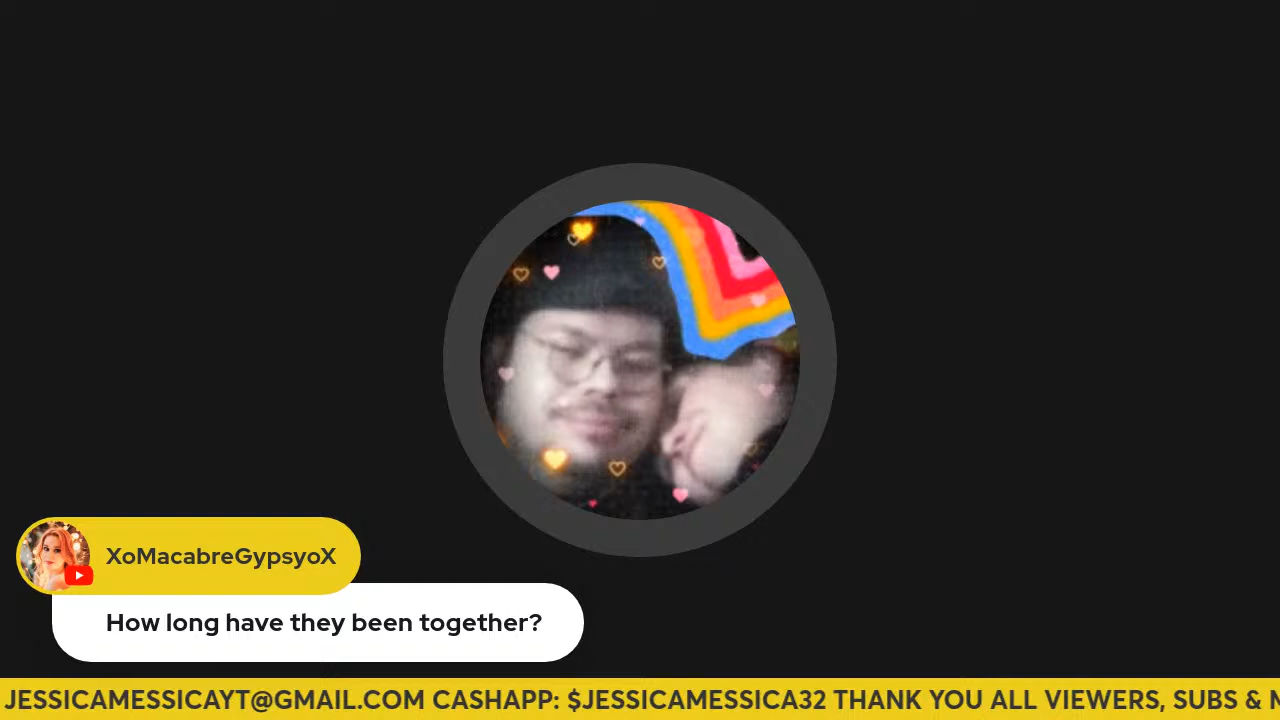 XoMacabreGypsyoX
How long have they been together?
JESSICAMESSICAYT@GMAIL.COM CASHAPP: $JESSICAMESSICA32 THANK YOU ALL VIEWERS, SUBS &